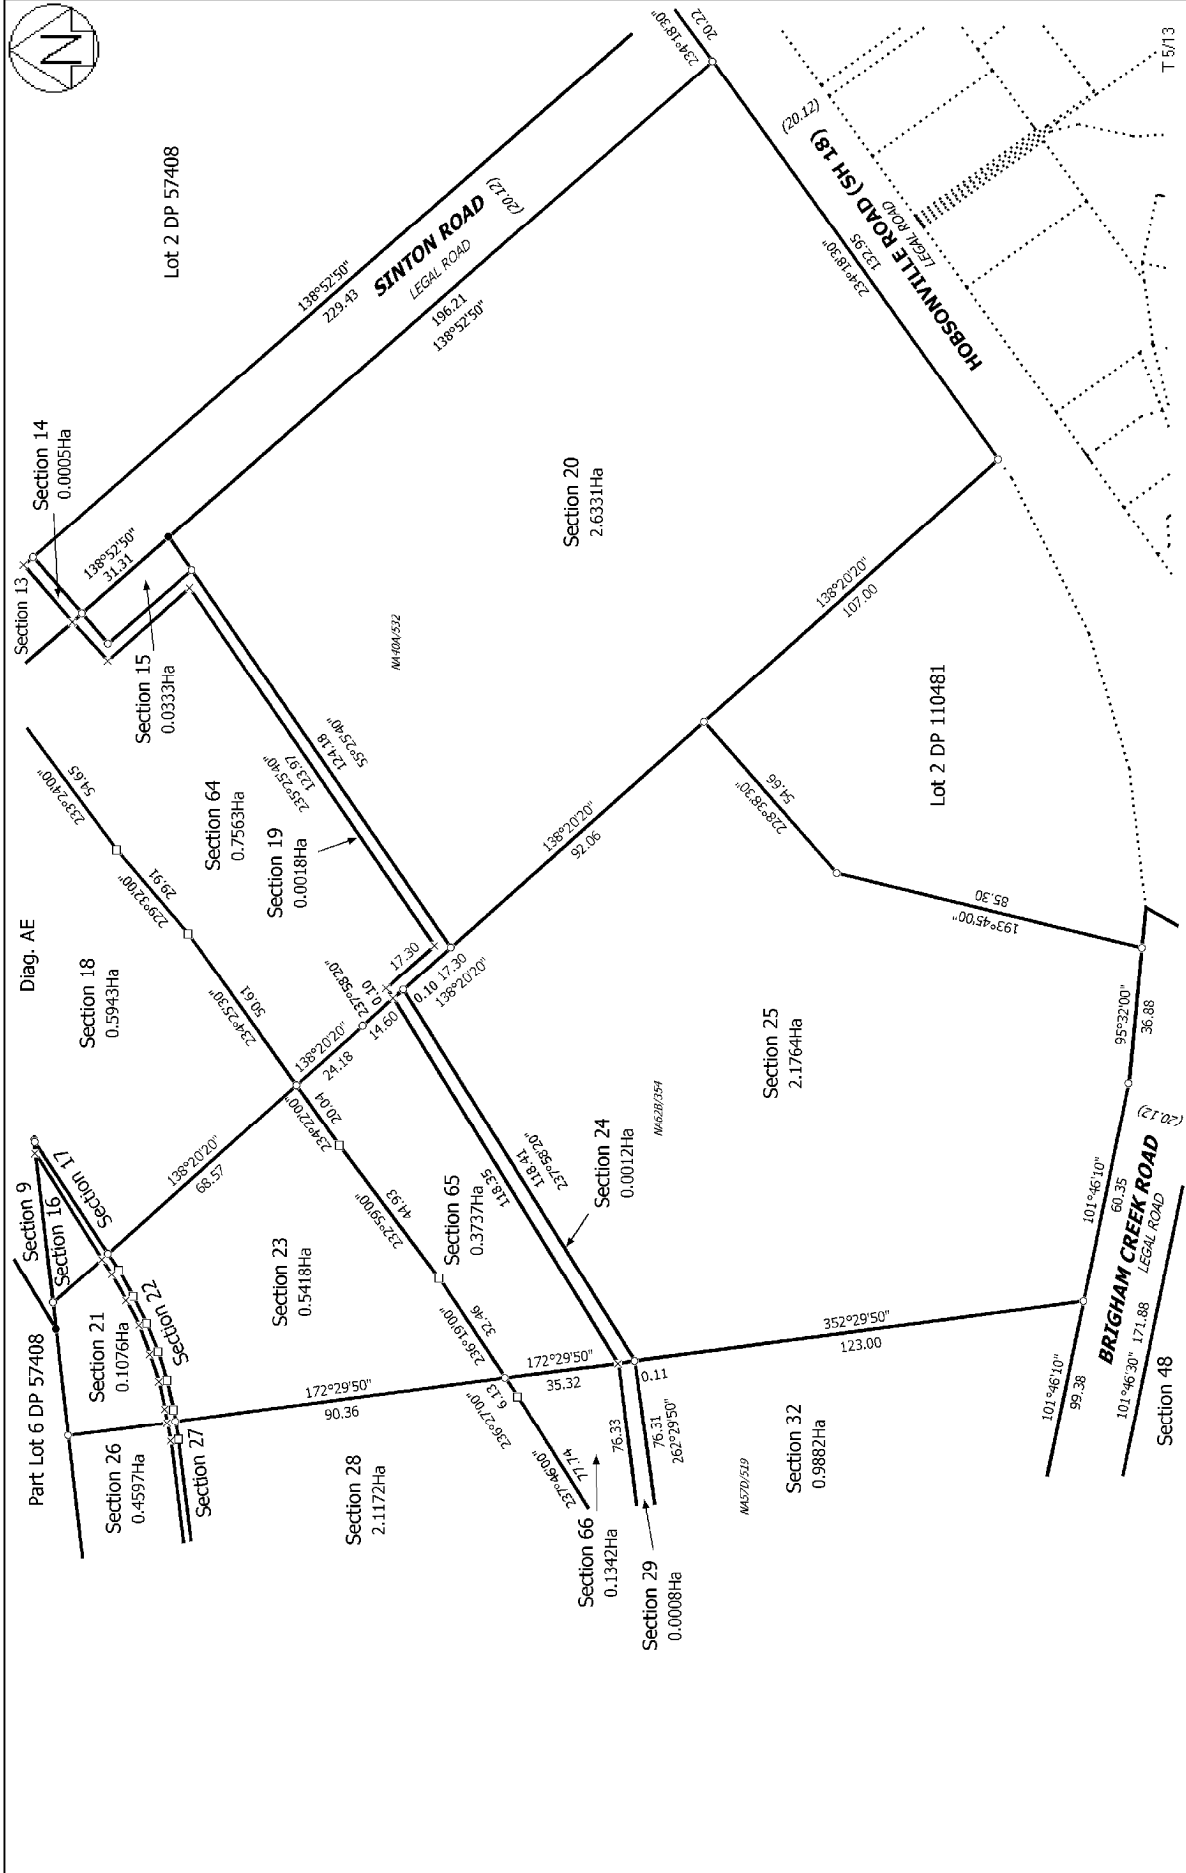 N
T 5/13
Lot 2 DP 57408
Diag. AE
Part Lot 6 DP 57408
Section 9
Section 16
Section 17
Section 13
Section 14
0.0005Ha
138°52'50"
31.31
138°52'50"
229.43
SINTON ROAD
LEGAL ROAD
(20.12)
196.21
138°52'50"
234°18'30"
20.22
Section 15
0.0333Ha
233°24'00"
54.65
Section 64
0.7563Ha
229°32'00"
29.91
Section 19
0.0018Ha
235°25'40"
123.97
124.18
55°25'40"
NA40A/532
Section 20
2.6331Ha
234°18'30"
132.95
HOBSONVILLE ROAD (SH 18)
LEGAL ROAD
(20.12)
Section 18
0.5943Ha
234°25'30"
50.61
138°20'20"
68.57
138°20'20"
24.18
14.60
237°58'20"
0.10
17.30
0.10
17.30
138°20'20"
138°20'20"
92.06
138°20'20"
107.00
228°38'30"
54.66
Lot 2 DP 110481
193°45'00"
85.30
Section 21
0.1076Ha
Section 22
Section 23
0.5418Ha
234°22'00"
20.04
232°59'00"
44.93
Section 65
0.3737Ha
236°19'00"
32.46
118.35
118.41
237°58'20"
Section 24
0.0012Ha
NA62B/354
Section 25
2.1764Ha
95°32'00"
36.88
101°46'10"
60.35
BRIGHAM CREEK ROAD
LEGAL ROAD
(20.12)
Section 26
0.4597Ha
Section 27
172°29'50"
90.36
Section 28
2.1172Ha
236°27'00"
6.13
172°29'50"
35.32
237°46'00"
77.74
0.11
352°29'50"
123.00
Section 66
0.1342Ha
76.33
76.31
262°29'50"
Section 29
0.0008Ha
NA57D/519
Section 32
0.9882Ha
101°46'10"
99.38
101°46'30" 171.88
Section 48